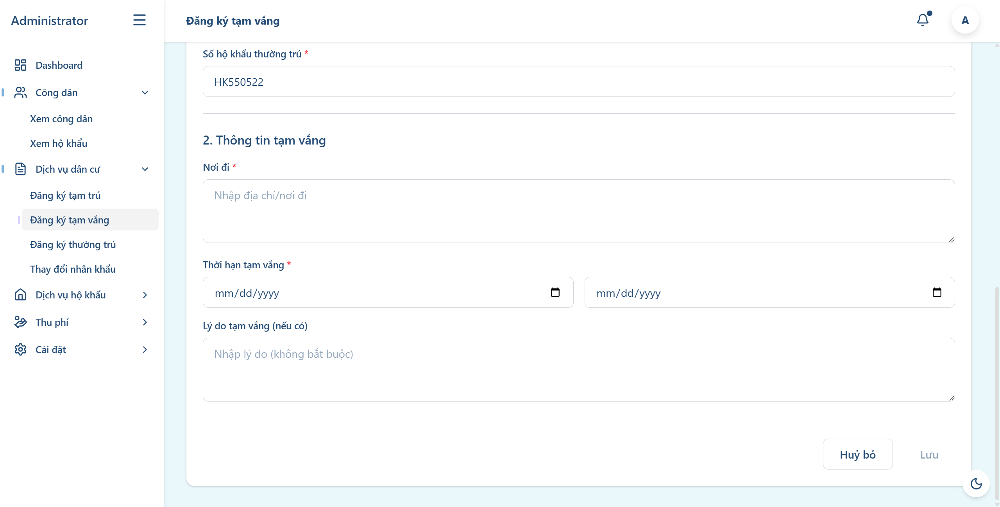 Administrator
Dashboard
Công dân
Xem công dân
Xem hộ khẩu
Dịch vụ dân cư
Đăng ký tạm trú
Đăng ký tạm vắng
Đăng ký thường trú
Thay đổi nhân khẩu
Dịch vụ hộ khẩu
Thu phí
Cài đặt
Đăng ký tạm vắng
A
Số hộ khẩu thường trú *
HK550522
2. Thông tin tạm vắng
Nơi đi *
Nhập địa chỉ/nơi đi
Thời hạn tạm vắng *
mm/dd/yyyy
mm/dd/yyyy
Lý do tạm vắng (nếu có)
Nhập lý do (không bắt buộc)
Huỷ bỏ
Lưu